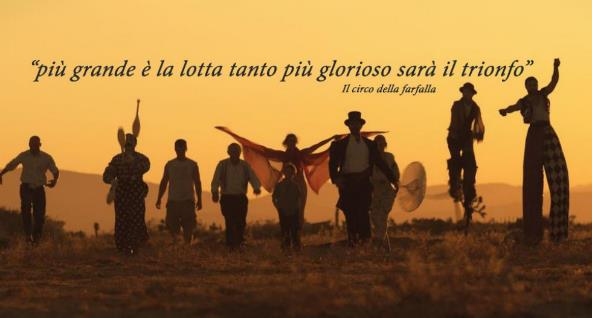 “più grande è la lotta tanto più glorioso sarà il trionfo”
Il circo della farfalla